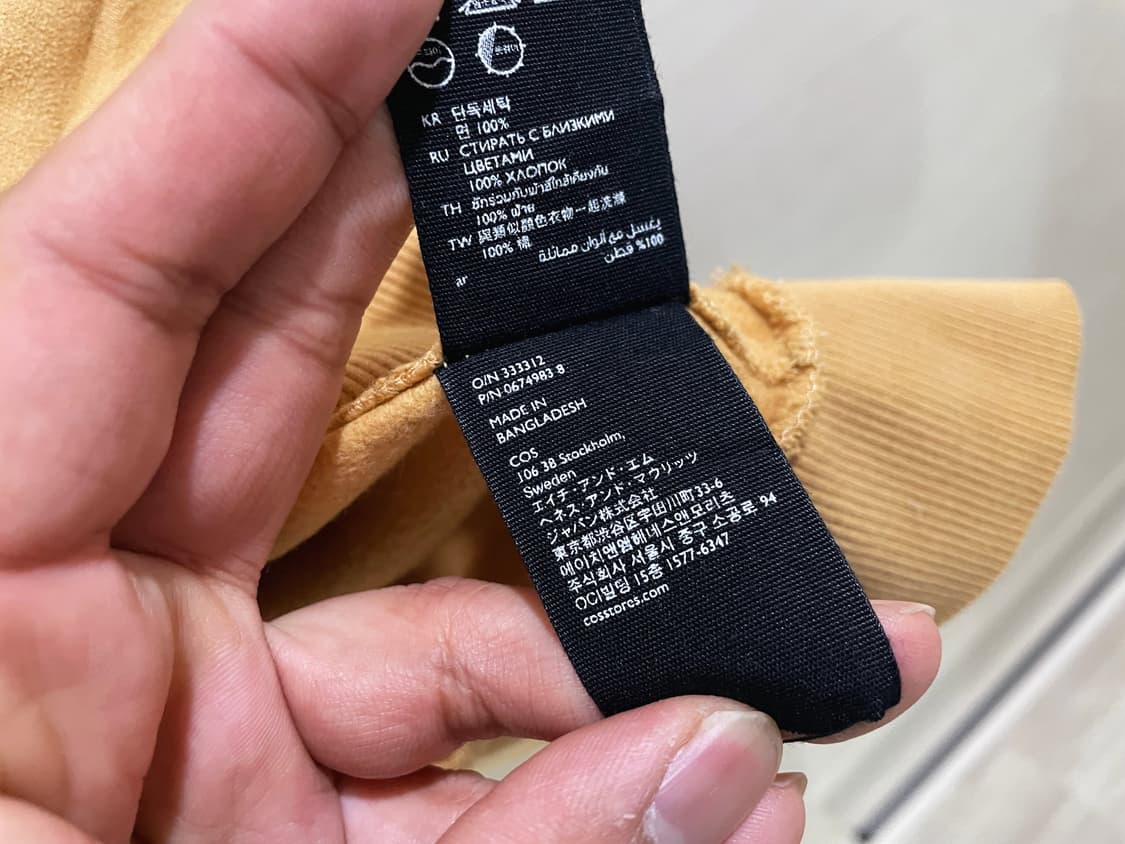 KR 단독세탁
면 100%
RU СТИРАТЬ С БЛИЗКИМИ
ЦВЕТАМИ
100% ХЛОПОК
TH ซักร่วมกับผ้าสีใกล้เคียงกัน
100% ฝ้าย
TW 與類似顏色衣物一起洗滌
100% 棉
ar يغسل مع ألوان مماثلة
100% قطن
O/N 333312
P/N 0674983 8
MADE IN
BANGLADESH
COS
106 38 Stockholm,
Sweden
エイチ・アンド・エム
ヘネス・アンド・マウリッツ
ジャパン株式会社
東京都渋谷区宇田川町33-6
에이치앤엠헤네스앤모리츠
주식회사 서울시 중구 소공로 94
OCI빌딩 15층 1577-6347
cosstores.com